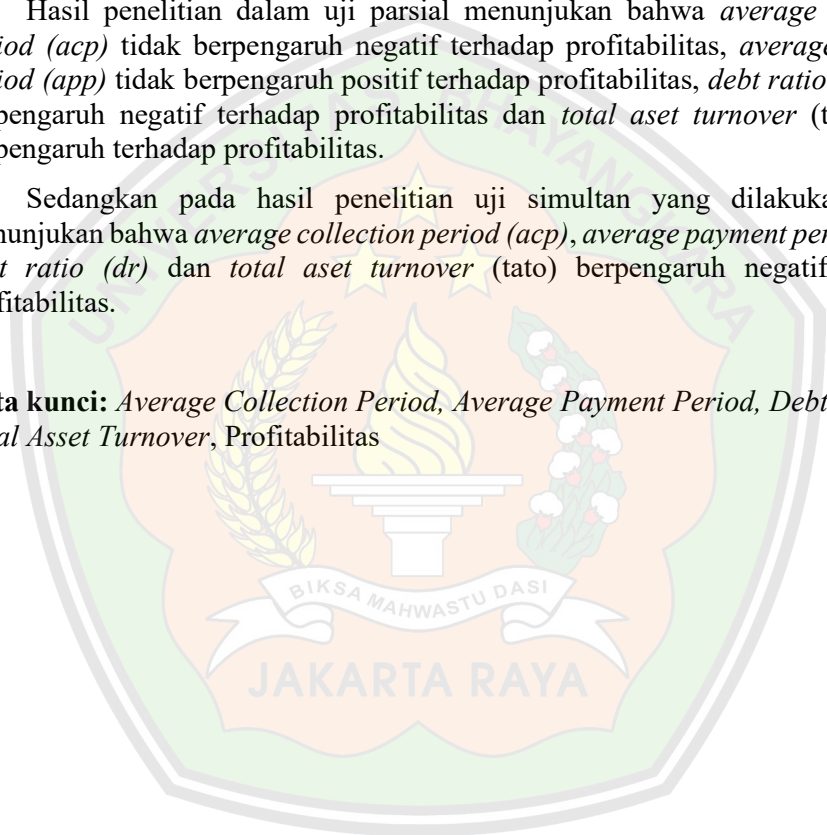 Hasil penelitian dalam uji parsial menunjukan bahwa average
iod (acp) tidak berpengaruh negatif terhadap profitabilitas, average
iod (app) tidak berpengaruh positif terhadap profitabilitas, debt ratio
pengaruh negatif terhadap profitabilitas dan total aset turnover (t
pengaruh terhadap profitabilitas.
Sedangkan pada hasil penelitian uji simultan yang dilakuka
nunjukan bahwa average collection period (acp), average payment per
t ratio (dr) dan total aset turnover (tato) berpengaruh negatif
fitabilitas.
ta kunci: Average Collection Period, Average Payment Period, Debt
al Asset Turnover, Profitabilitas
UNIVERSITAS BHAYANGKARA
BIKSA MAHWASTU DASI
JAKARTA RAYA